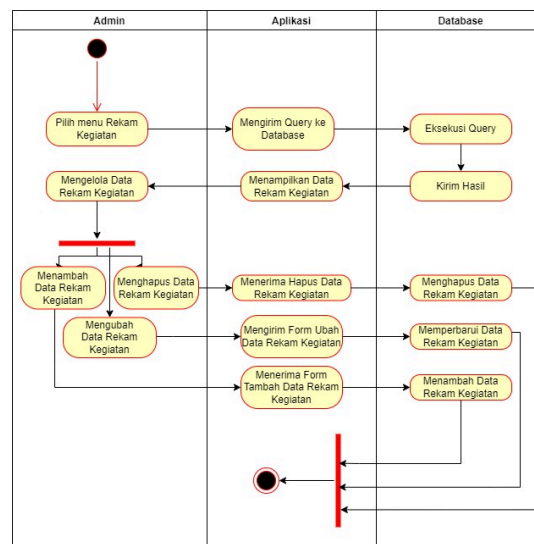 Admin
Aplikasi
Database
Pilih menu Rekam
Kegiatan
Mengirim Query ke
Database
Eksekusi Query
Mengelola Data
Rekam Kegiatan
Menampilkan Data
Rekam Kegiatan
Kirim Hasil
Menambah
Data Rekam
Kegiatan
Menghapus Data
Rekam Kegiatan
Menerima Hapus Data
Rekam Kegiatan
Menghapus Data
Rekam Kegiatan
Mengubah
Data Rekam
Kegiatan
Mengirim Form Ubah
Data Rekam Kegiatan
Memperbarui Data
Rekam Kegiatan
Menerima Form
Tambah Data Rekam
Kegiatan
Menambah Data
Rekam Kegiatan